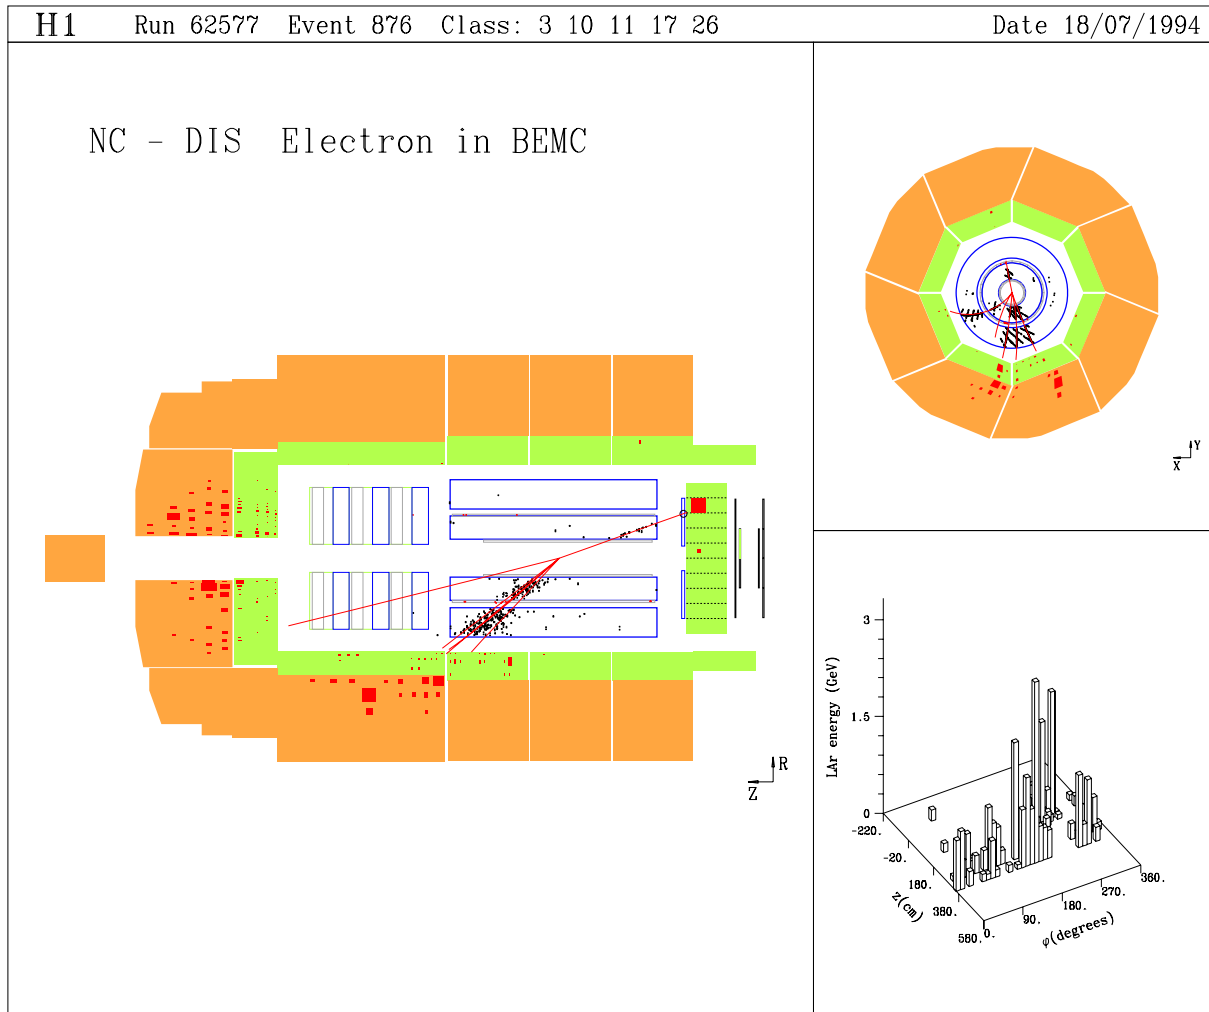 H1 Run 62577 Event 876 Class: 3 10 11 17 26 Date 18/07/1994
NC - DIS Electron in BEMC
Y
X
R
Z
LAr energy (GeV)
3
1.5
0
-220.
-20.
180.
380.
580.
z(cm)
0.
90.
180.
270.
360.
φ(degrees)